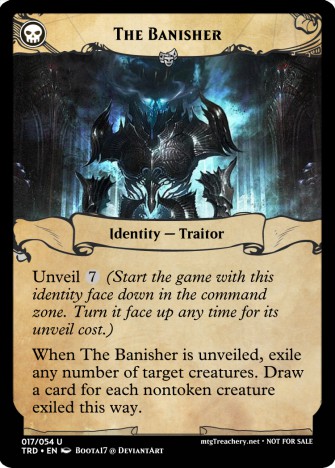 The Banisher
Identity — Traitor
Unveil 7 (Start the game with this
identity face down in the command
zone. Turn it face up any time for its
unveil cost.)
When The Banisher is unveiled, exile
any number of target creatures. Draw
a card for each nontoken creature
exiled this way.
017/054 U
TRD • EN Boota17 @ DeviantArt
mtgTreachery.net • NOT FOR SALE